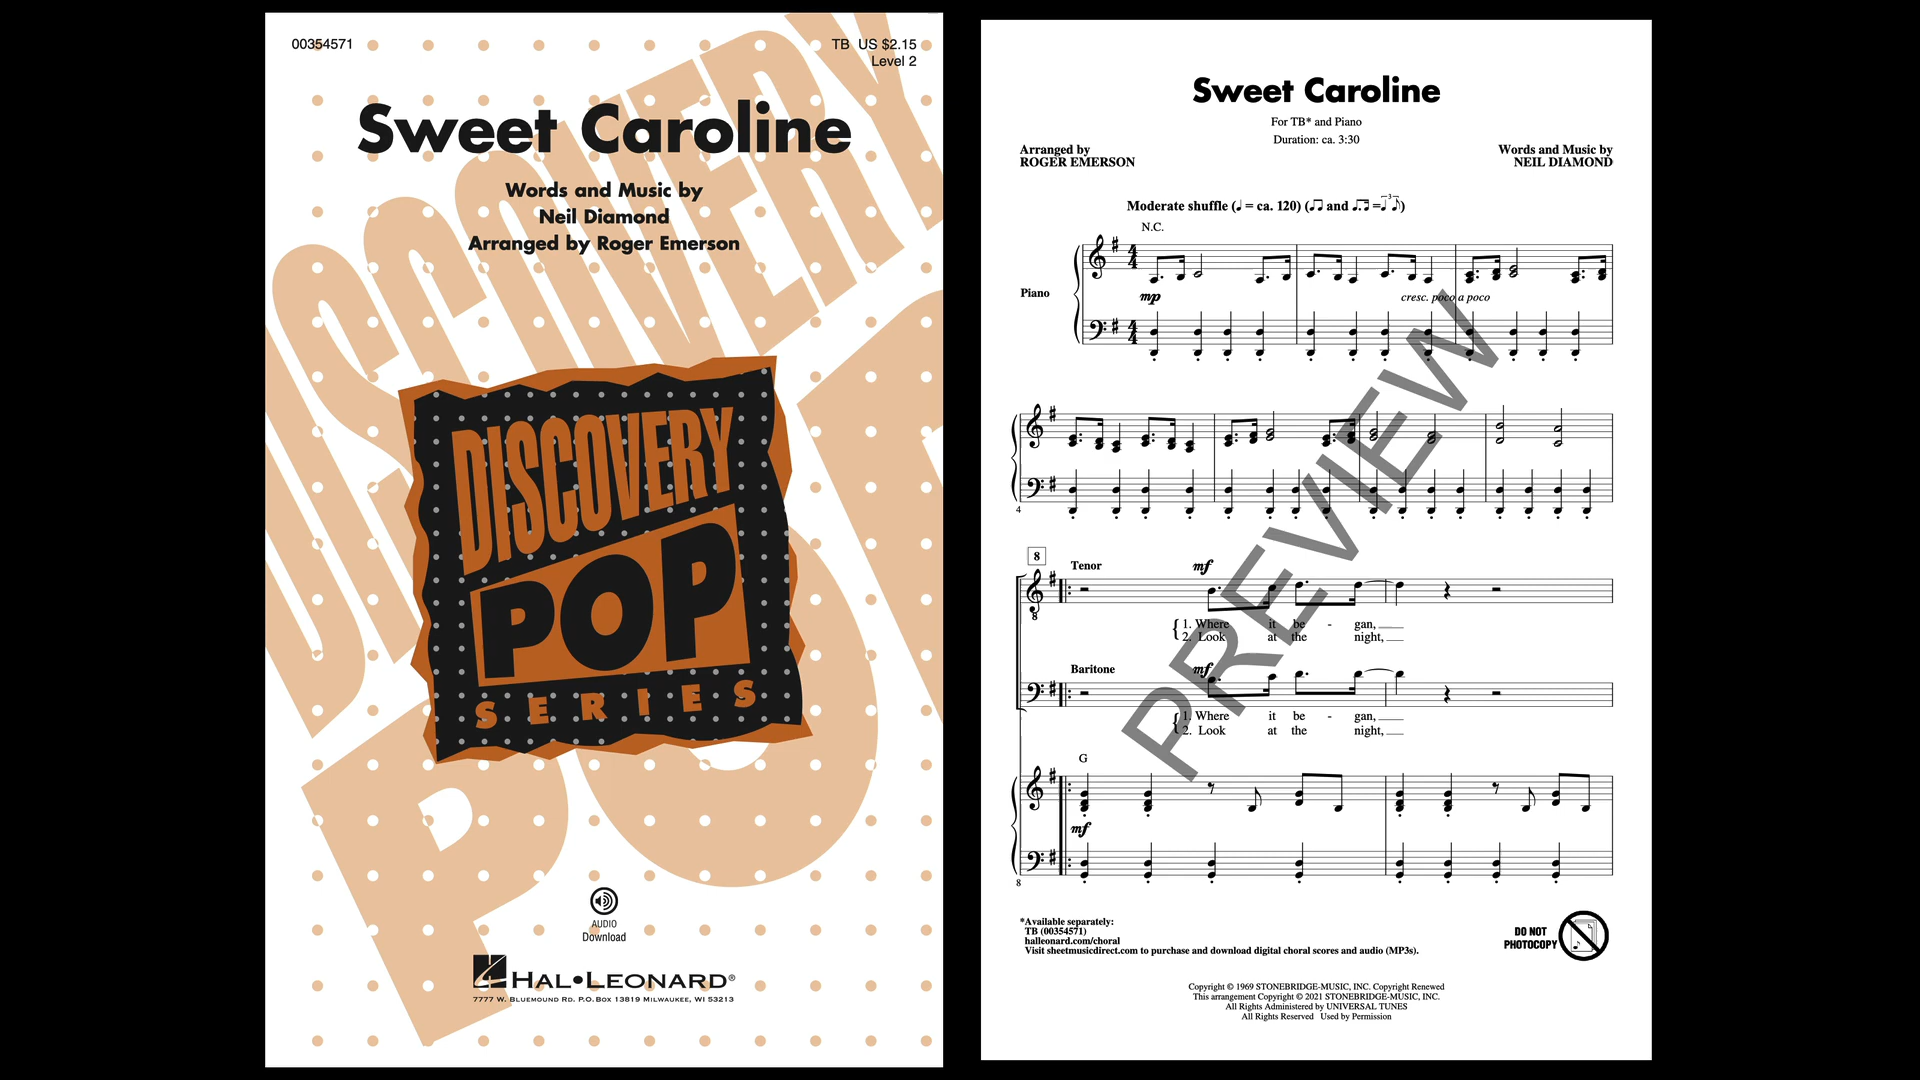 00354571
TB US $2.15
Level 2
Sweet Caroline
Words and Music by
Neil Diamond
Arranged by Roger Emerson
DISCOVERY
POP
SERIES
AUDIO
Download
HAL•LEONARD®
7777 W. BLUEMOUND RD. P.O. BOX 13819 MILWAUKEE, WI 53213
Sweet Caroline
For TB* and Piano
Duration: ca. 3:30
Arranged by
ROGER EMERSON
Words and Music by
NEIL DIAMOND
Moderate shuffle (♩ = ca. 120) (♫ and ♫ = ♩ ♪)
N.C.
Piano
mp
cresc. poco a poco
4
8
Tenor
mf
1. Where it be - gan,
2. Look at the night,
Baritone
mf
1. Where it be - gan,
2. Look at the night,
G
mf
8
PREVIEW
*Available separately:
TB (00354571)
halleonard.com/choral
Visit sheetmusicdirect.com to purchase and download digital choral scores and audio (MP3s).
DO NOT
PHOTOCOPY
Copyright © 1969 STONEBRIDGE-MUSIC, INC. Copyright Renewed
This arrangement Copyright © 2021 STONEBRIDGE-MUSIC, INC.
All Rights Administered by UNIVERSAL TUNES
All Rights Reserved Used by Permission